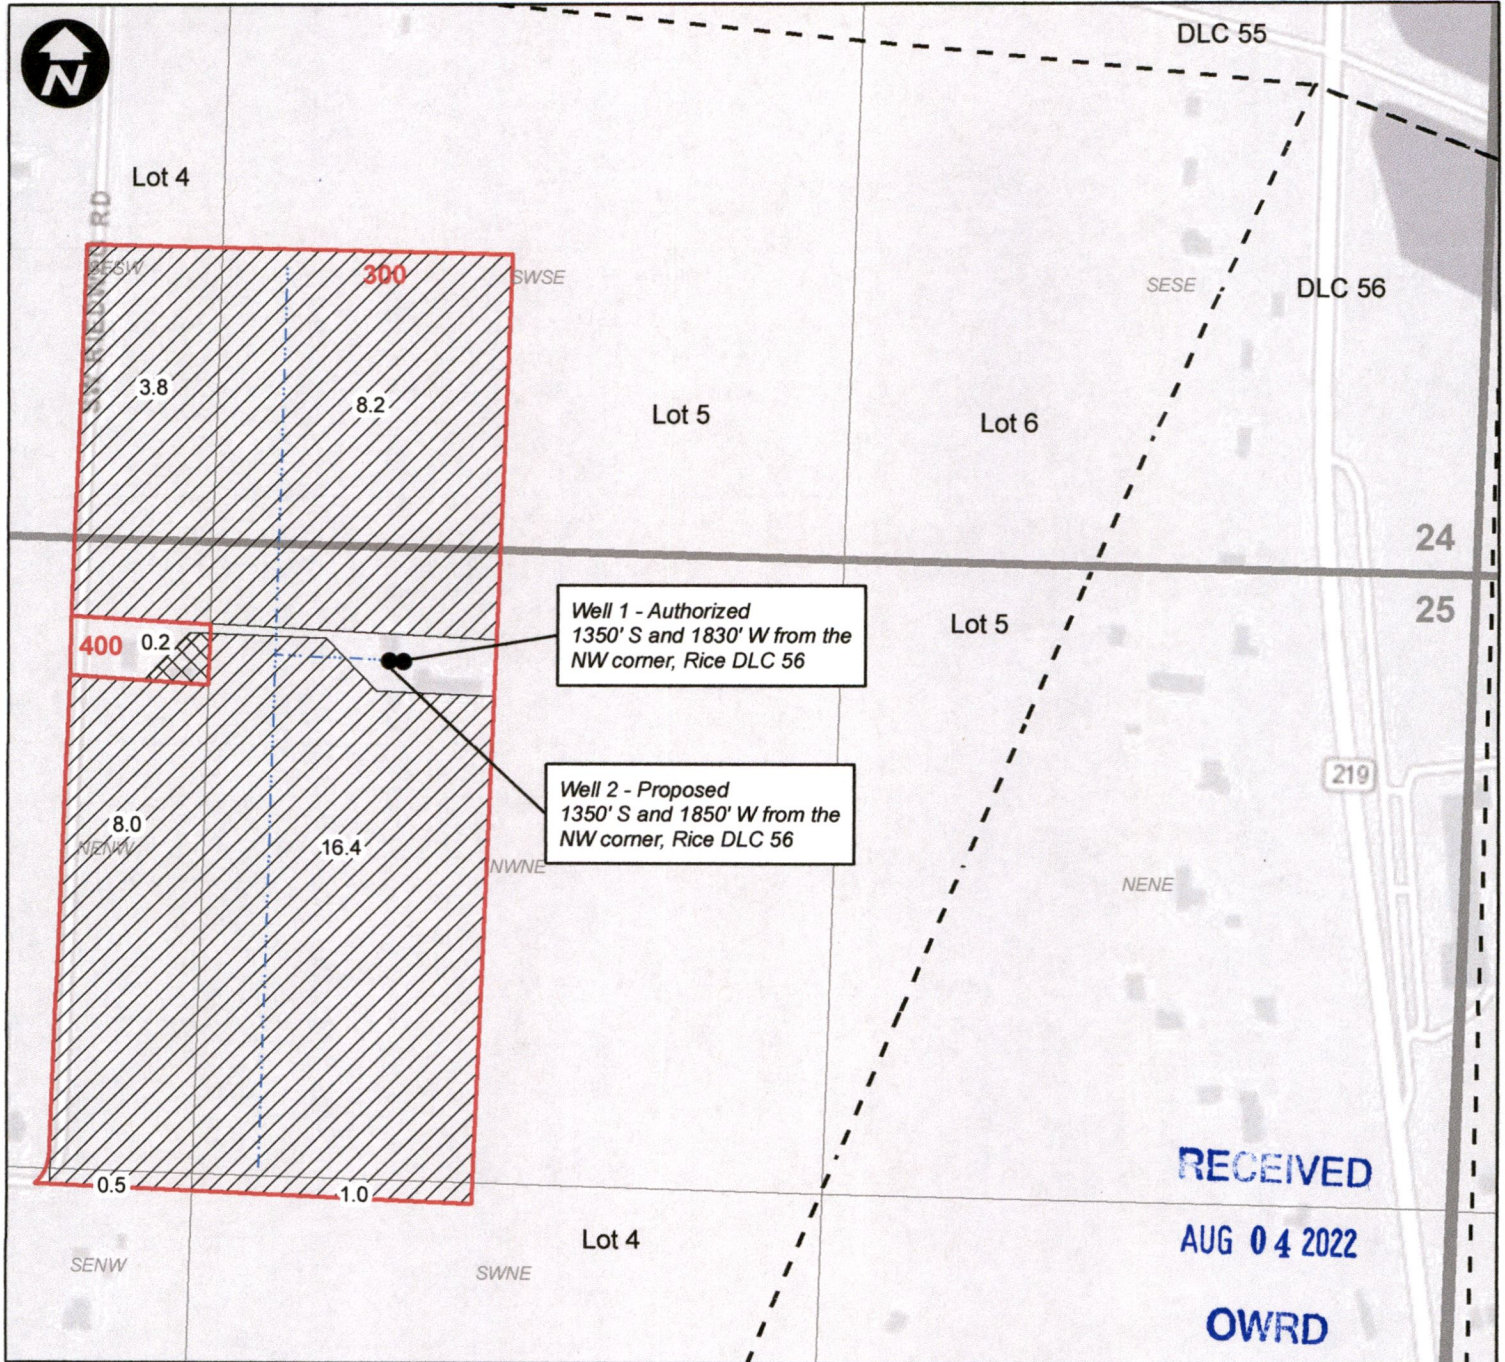 N
DLC 55
Lot 4
SW RIEDWEG RD
SESW
300
SWSE
SESE
DLC 56
3.8
8.2
Lot 5
Lot 6
24
25
Well 1 - Authorized
1350' S and 1830' W from the
NW corner, Rice DLC 56
Lot 5
400
0.2
219
Well 2 - Proposed
1350' S and 1850' W from the
NW corner, Rice DLC 56
8.0
NENW
16.4
NWNE
NENE
0.5
1.0
RECEIVED
AUG 04 2022
OWRD
Lot 4
SENW
SWNE